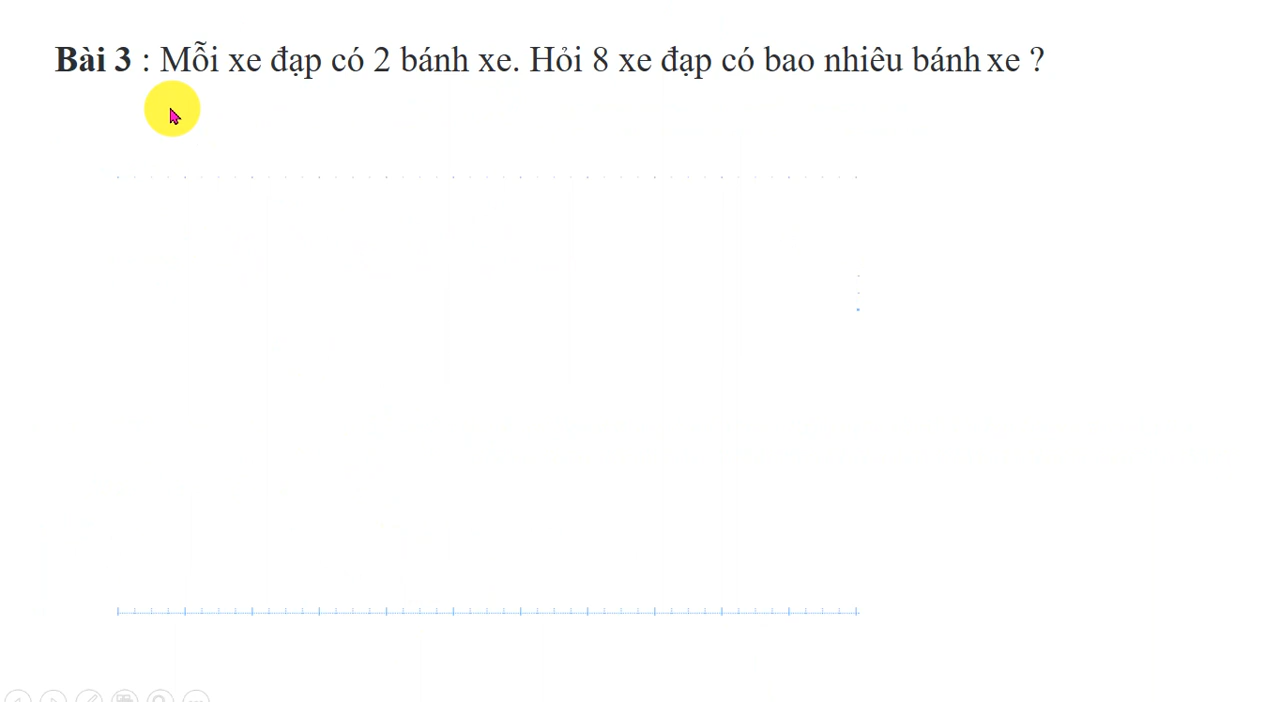 Bài 3 : Mỗi xe đạp có 2 bánh xe. Hỏi 8 xe đạp có bao nhiêu bánh xe ?